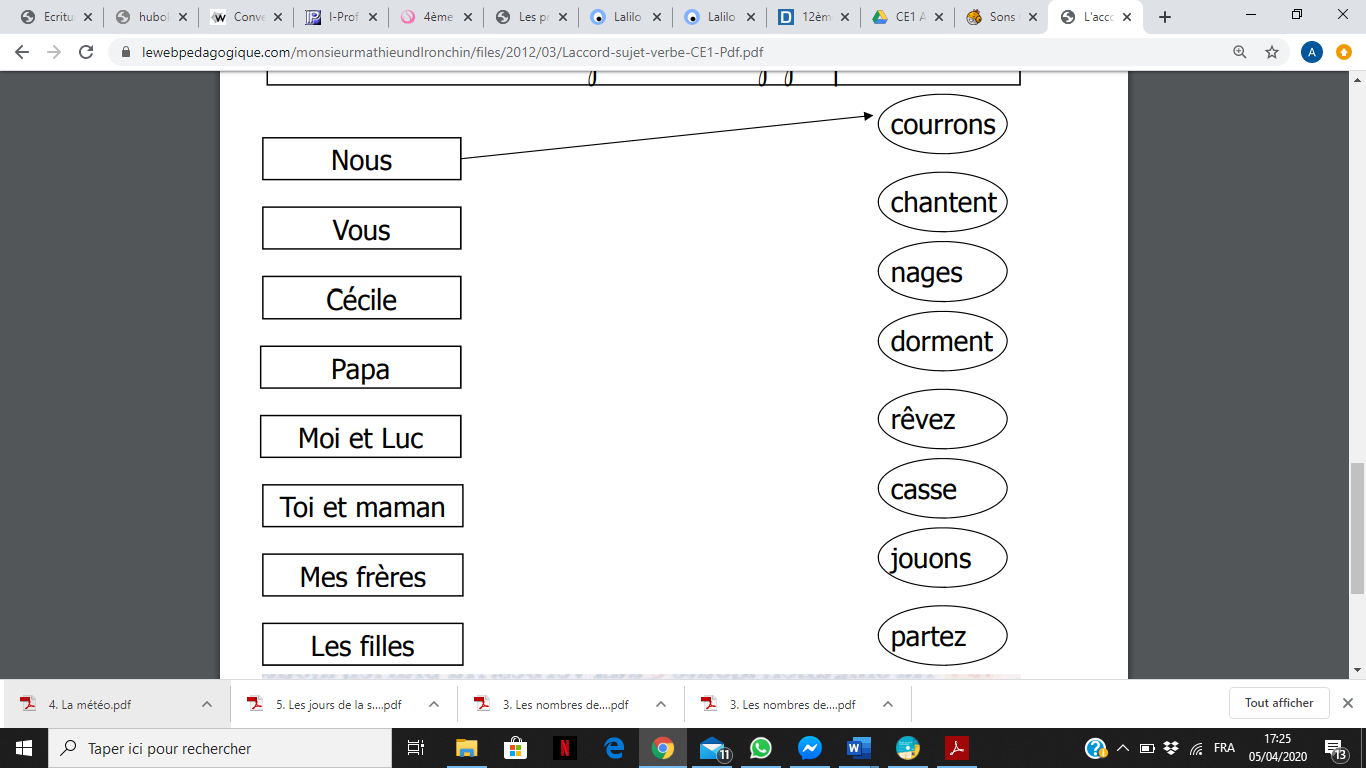 Ecritu
hubol
Conve
I-Prof
4ème
Les pr
Lalilo
Lalilo
12èm
CE1 A
Sons
L'acco
lewebpedagogique.com/monsieurmathieundlronchin/files/2012/03/Laccord-sujet-verbe-CE1-Pdf.pdf
A
Nous
courrons
Vous
chantent
Cécile
nages
Papa
dorment
Moi et Luc
rêvez
Toi et maman
casse
Mes frères
jouons
Les filles
partez
4. La météo.pdf
5. Les jours de la s....pdf
3. Les nombres de....pdf
3. Les nombres de....pdf
Tout afficher
Taper ici pour rechercher
11
FRA
17:25
05/04/2020
13